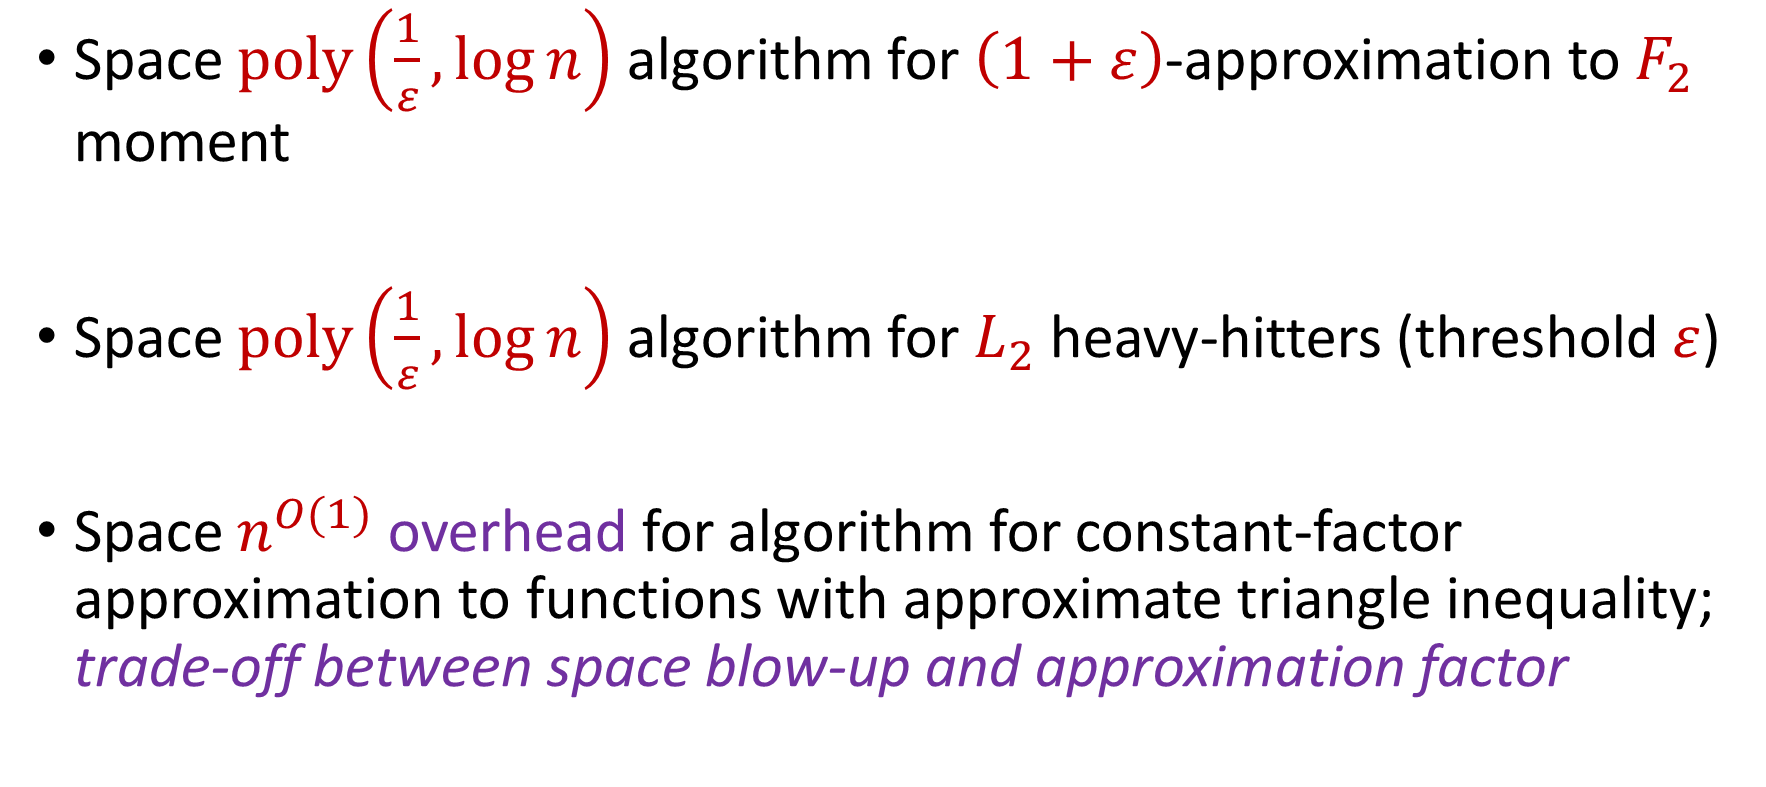 • Space poly(1/ε, log n) algorithm for (1 + ε)-approximation to F₂
moment
• Space poly(1/ε, log n) algorithm for L₂ heavy-hitters (threshold ε)
• Space n^{O(1)} overhead for algorithm for constant-factor
approximation to functions with approximate triangle inequality;
trade-off between space blow-up and approximation factor